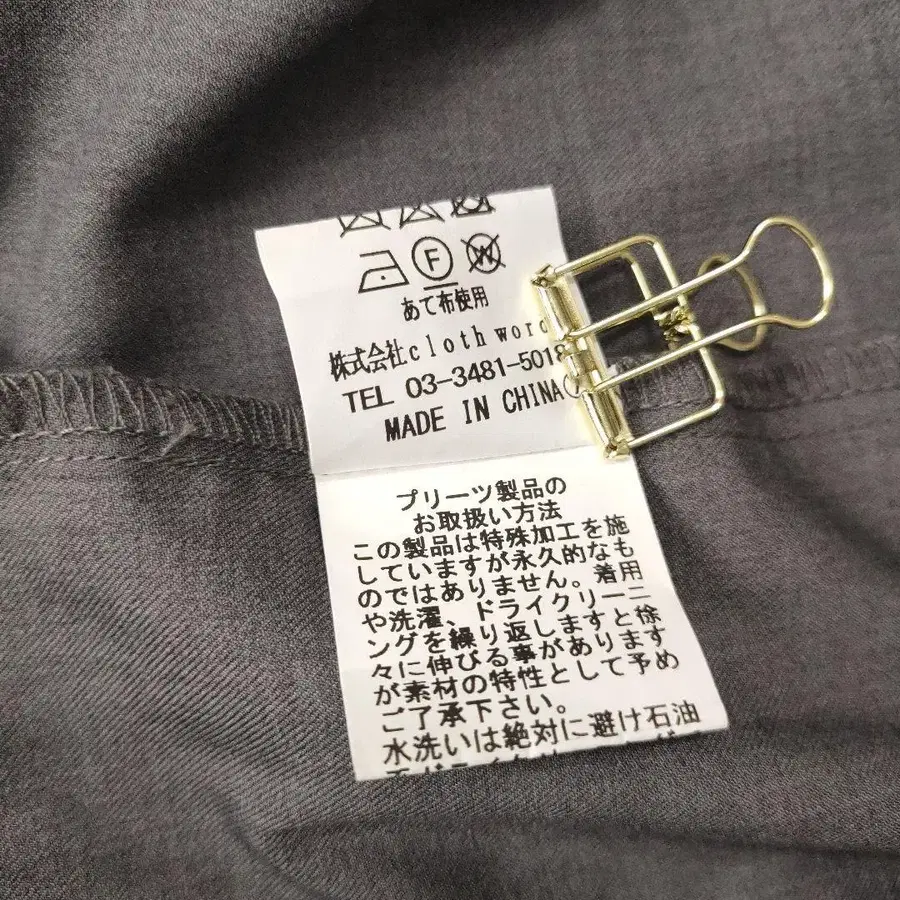 F W
あて布使用
株式会社cloth word
TEL 03-3481-5018
MADE IN CHINA
プリーツ製品の
お取扱い方法
この製品は特殊加工を施
していますが永久的なも
のではありません。着用
や洗濯、ドライクリーニ
ングを繰り返しますと徐
々に伸びる事があります
が素材の特性として予め
ご了承下さい。
水洗いは絶対に避け石油